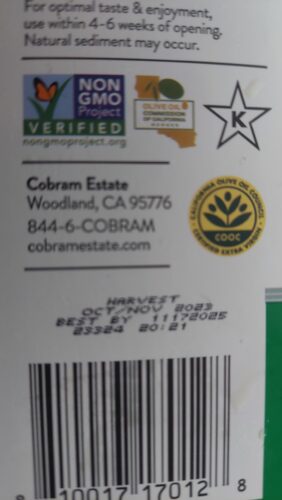 For optimal taste & enjoyment,
use within 4-6 weeks of opening.
Natural sediment may occur.
NON
GMO
Project
VERIFIED
nongmoproject.org
OLIVE OIL
COMMISSION
OF CALIFORNIA
MEMBER
K
Cobram Estate
Woodland, CA 95776
844-6-COBRAM
cobramestate.com
CALIFORNIA OLIVE OIL COUNCIL
COOC
CERTIFIED EXTRA VIRGIN
HARVEST
OCT/NOV 2023
BEST BY 11172025
23324 20:21
10017 17012 8